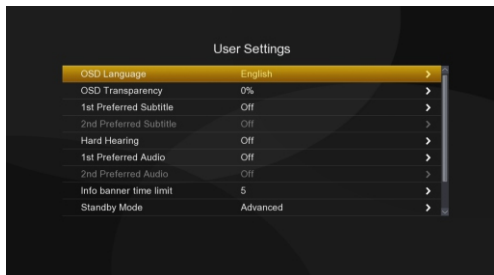 User Settings
OSD Language English
OSD Transparency 0%
1st Preferred Subtitle Off
2nd Preferred Subtitle Off
Hard Hearing Off
1st Preferred Audio Off
2nd Preferred Audio Off
Info banner time limit 5
Standby Mode Advanced